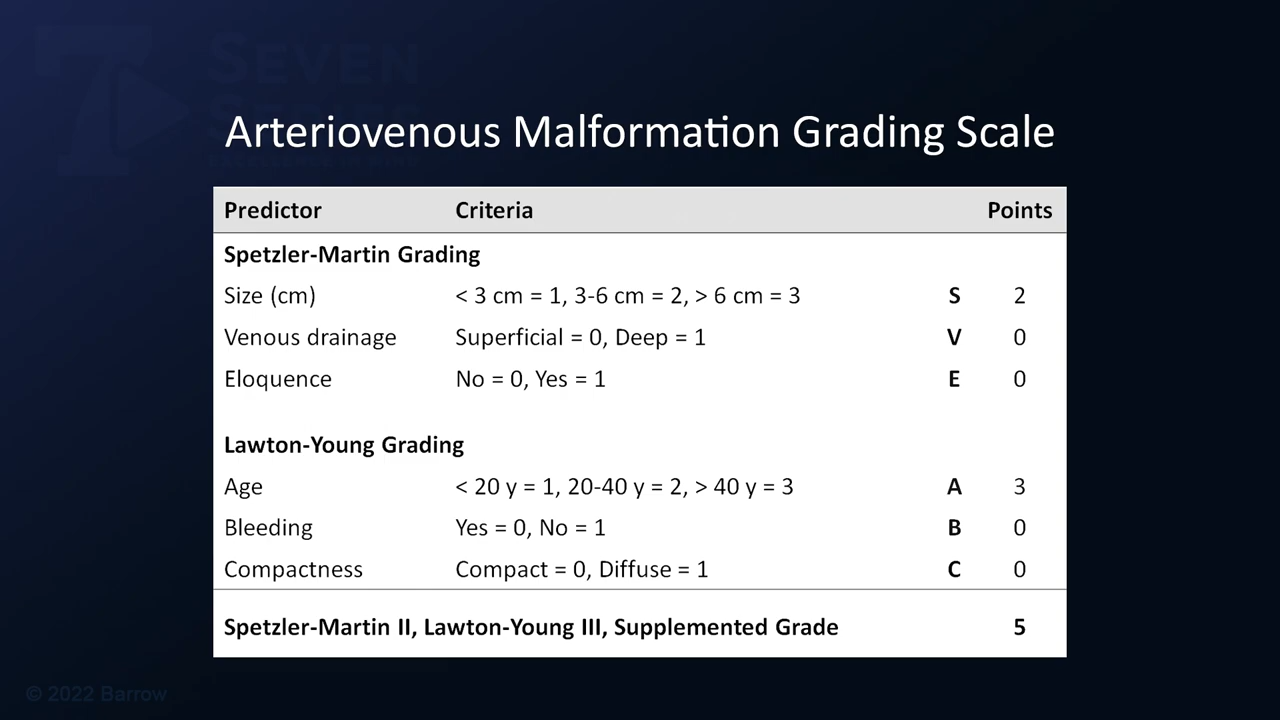 SEVEN
Arteriovenous Malformation Grading Scale
Predictor Criteria Points
Spetzler-Martin Grading
Size (cm) < 3 cm = 1, 3-6 cm = 2, > 6 cm = 3 S 2
Venous drainage Superficial = 0, Deep = 1 V 0
Eloquence No = 0, Yes = 1 E 0
Lawton-Young Grading
Age < 20 y = 1, 20-40 y = 2, > 40 y = 3 A 3
Bleeding Yes = 0, No = 1 B 0
Compactness Compact = 0, Diffuse = 1 C 0
Spetzler-Martin II, Lawton-Young III, Supplemented Grade 5
© 2022 Barrow